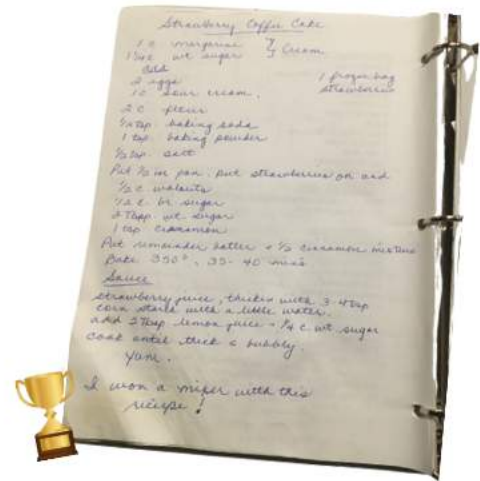 Strawberry Coffee Cake
1 c margarine } Cream
1 1/4 c wt sugar
Add
2 eggs
1 c sour cream.
1 frozen bag
strawberries
2 c flour
1/2 tsp baking soda
1 tsp baking powder
1/2 tsp salt
Put 1/2 in pan. put strawberries on and
1/2 c walnuts
1/2 c br sugar
2 Tbsp wt sugar
1 tsp cinnamon
Put remainder batter + 1/2 cinnamon mixture
Bake 350°, 35-40 mins
Sauce
Strawberry juice, thicken with 3-4 tsp
corn starch with a little water.
add 3 Tbsp lemon juice + 1/4 c wt sugar
cook until thick & bubbly.
Yum.
I won a mixer with this
recipe!